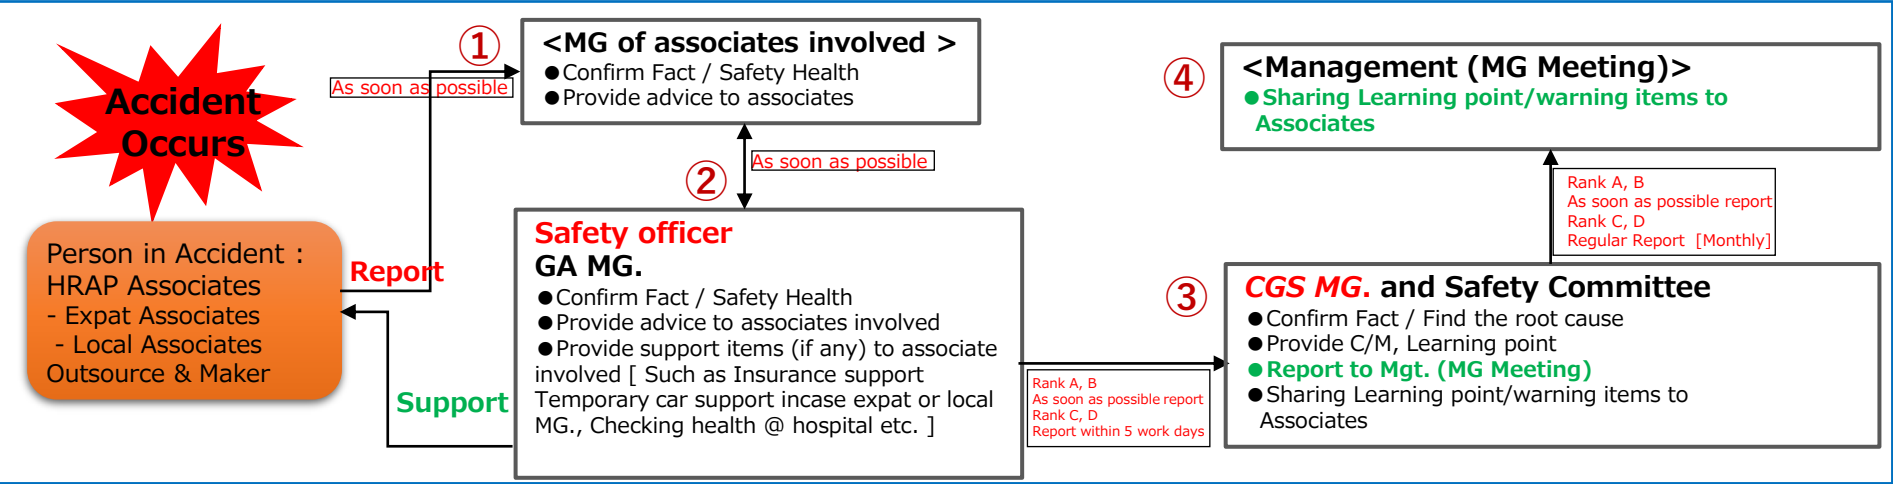 Accident
Occurs
Person in Accident :
HRAP Associates
- Expat Associates
- Local Associates
Outsource & Maker
Report
Support
①
As soon as possible
<MG of associates involved >
●Confirm Fact / Safety Health
●Provide advice to associates
②
As soon as possible
Safety officer
GA MG.
●Confirm Fact / Safety Health
●Provide advice to associates involved
●Provide support items (if any) to associate
involved [ Such as Insurance support
Temporary car support incase expat or local
MG., Checking health @ hospital etc. ]
Rank A, B
As soon as possible report
Rank C, D
Report within 5 work days
③
CGS MG. and Safety Committee
●Confirm Fact / Find the root cause
●Provide C/M, Learning point
●Report to Mgt. (MG Meeting)
●Sharing Learning point/warning items to
Associates
Rank A, B
As soon as possible report
Rank C, D
Regular Report [Monthly]
④
<Management (MG Meeting)>
●Sharing Learning point/warning items to
Associates